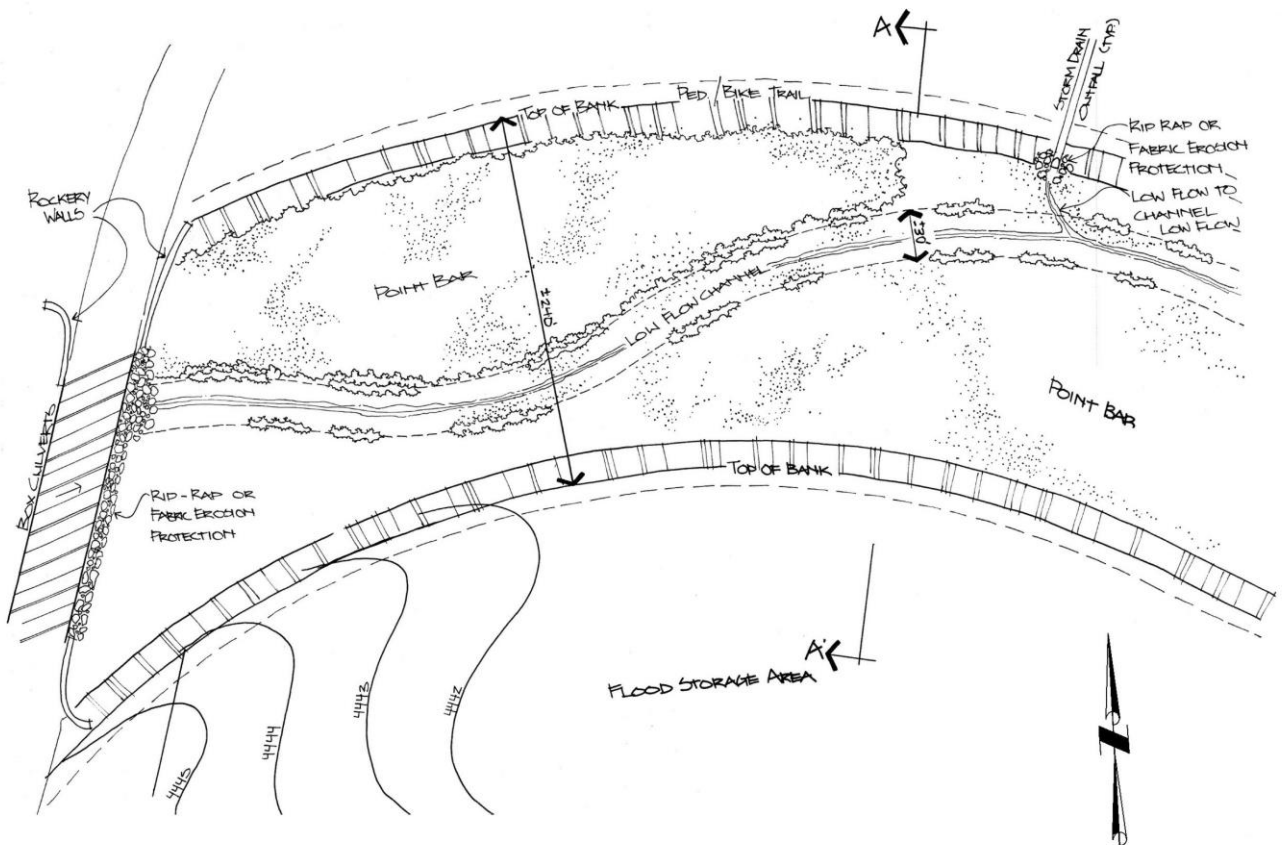 A
STORM DRAIN
OUTFALL (TYP.)
TOP OF BANK
PED/BIKE TRAIL
RIP RAP OR
FABRIC EROSION
PROTECTION
LOW FLOW TO
CHANNEL
LOW FLOW
ROCKERY
WALLS
POINT BAR
±30'
±240'
LOW FLOW CHANNEL
POINT BAR
BOX CULVERTS
TOP OF BANK
RIP-RAP OR
FABRIC EROSION
PROTECTION
A'
FLOOD STORAGE AREA
4445
4444
4443
4442